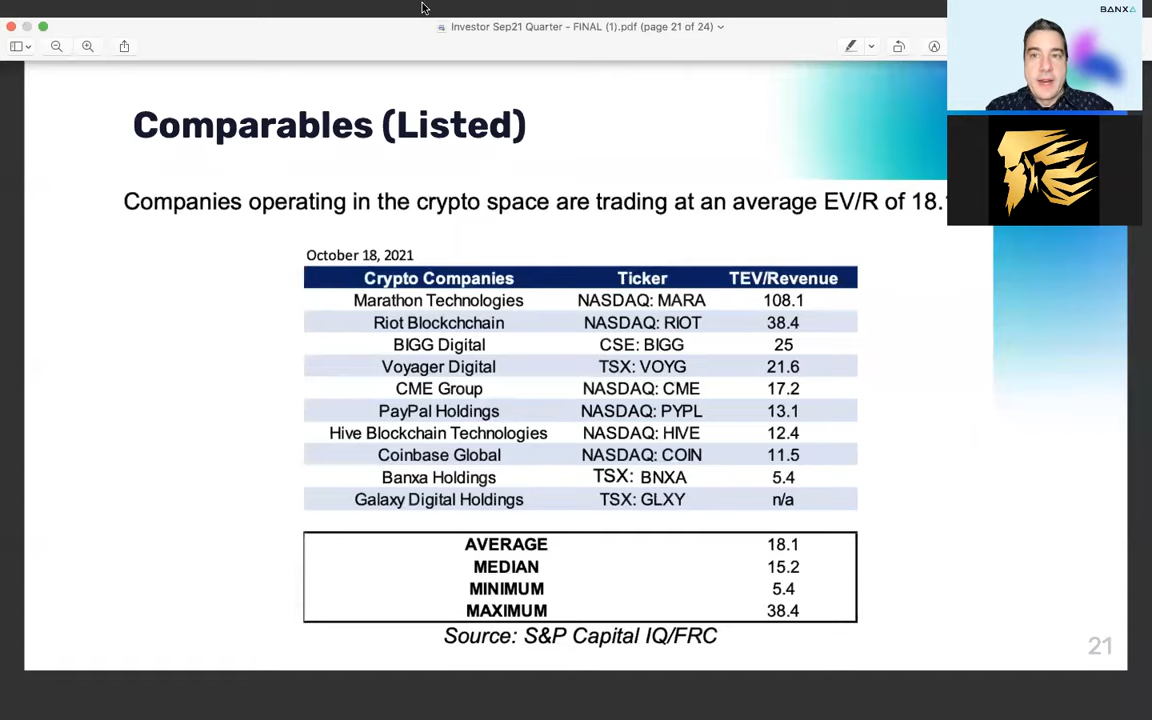 Investor Sep21 Quarter - FINAL (1).pdf (page 21 of 24)
BANXA
Comparables (Listed)
Companies operating in the crypto space are trading at an average EV/R of 18.
October 18, 2021
Crypto Companies Ticker TEV/Revenue
Marathon Technologies NASDAQ: MARA 108.1
Riot Blockchchain NASDAQ: RIOT 38.4
BIGG Digital CSE: BIGG 25
Voyager Digital TSX: VOYG 21.6
CME Group NASDAQ: CME 17.2
PayPal Holdings NASDAQ: PYPL 13.1
Hive Blockchain Technologies NASDAQ: HIVE 12.4
Coinbase Global NASDAQ: COIN 11.5
Banxa Holdings TSX: BNXA 5.4
Galaxy Digital Holdings TSX: GLXY n/a
AVERAGE 18.1
MEDIAN 15.2
MINIMUM 5.4
MAXIMUM 38.4
Source: S&P Capital IQ/FRC
21